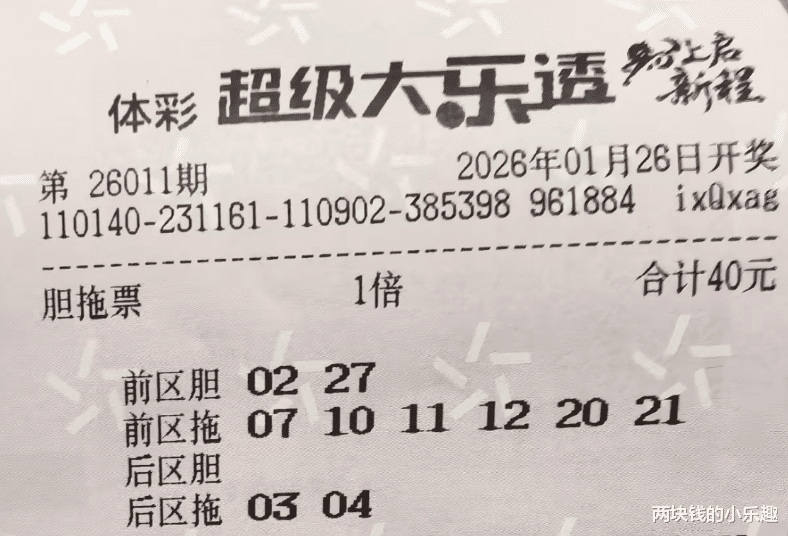 体彩 超级大乐透 马上启
新程
第 26011期 2026年01月26日开奖
110140-231161-110902-385398 961884 ixQxag
胆拖票 1倍 合计40元
前区胆 02 27
前区拖 07 10 11 12 20 21
后区胆
后区拖 03 04
两块钱的小乐趣